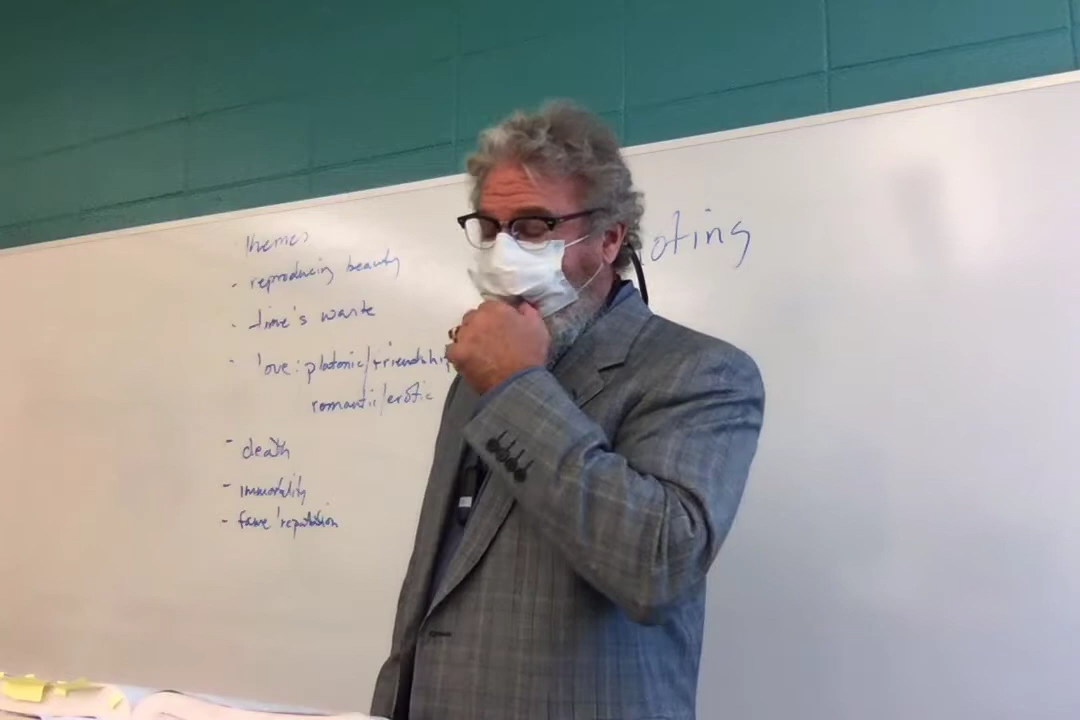 themes
- reproducing beauty
- time's waste
- love: platonic/friendship
romantic/erotic
- death
- immortality
- fame/reputation
oting